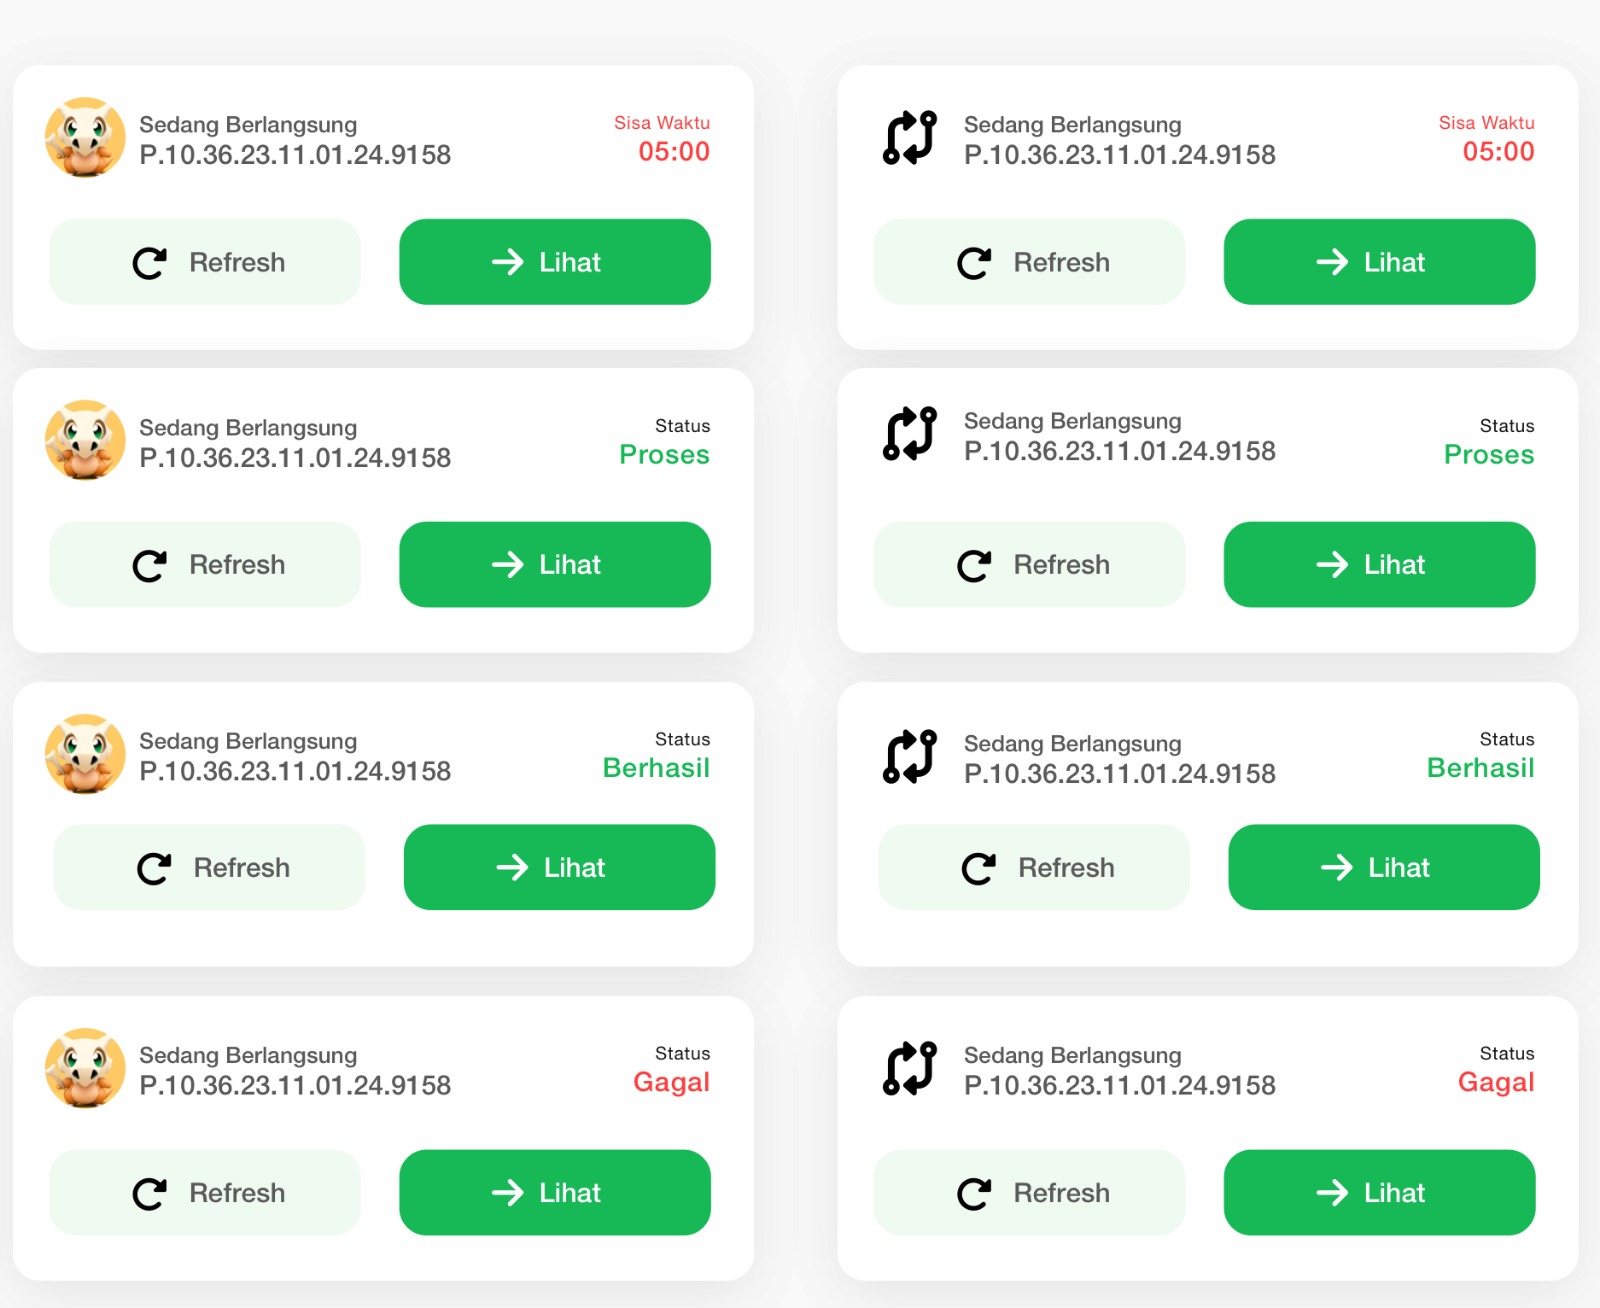 Sedang Berlangsung
P.10.36.23.11.01.24.9158
Sisa Waktu
05:00
Refresh
Lihat
Sedang Berlangsung
P.10.36.23.11.01.24.9158
Sisa Waktu
05:00
Refresh
Lihat
Sedang Berlangsung
P.10.36.23.11.01.24.9158
Status
Proses
Refresh
Lihat
Sedang Berlangsung
P.10.36.23.11.01.24.9158
Status
Proses
Refresh
Lihat
Sedang Berlangsung
P.10.36.23.11.01.24.9158
Status
Berhasil
Refresh
Lihat
Sedang Berlangsung
P.10.36.23.11.01.24.9158
Status
Berhasil
Refresh
Lihat
Sedang Berlangsung
P.10.36.23.11.01.24.9158
Status
Gagal
Refresh
Lihat
Sedang Berlangsung
P.10.36.23.11.01.24.9158
Status
Gagal
Refresh
Lihat